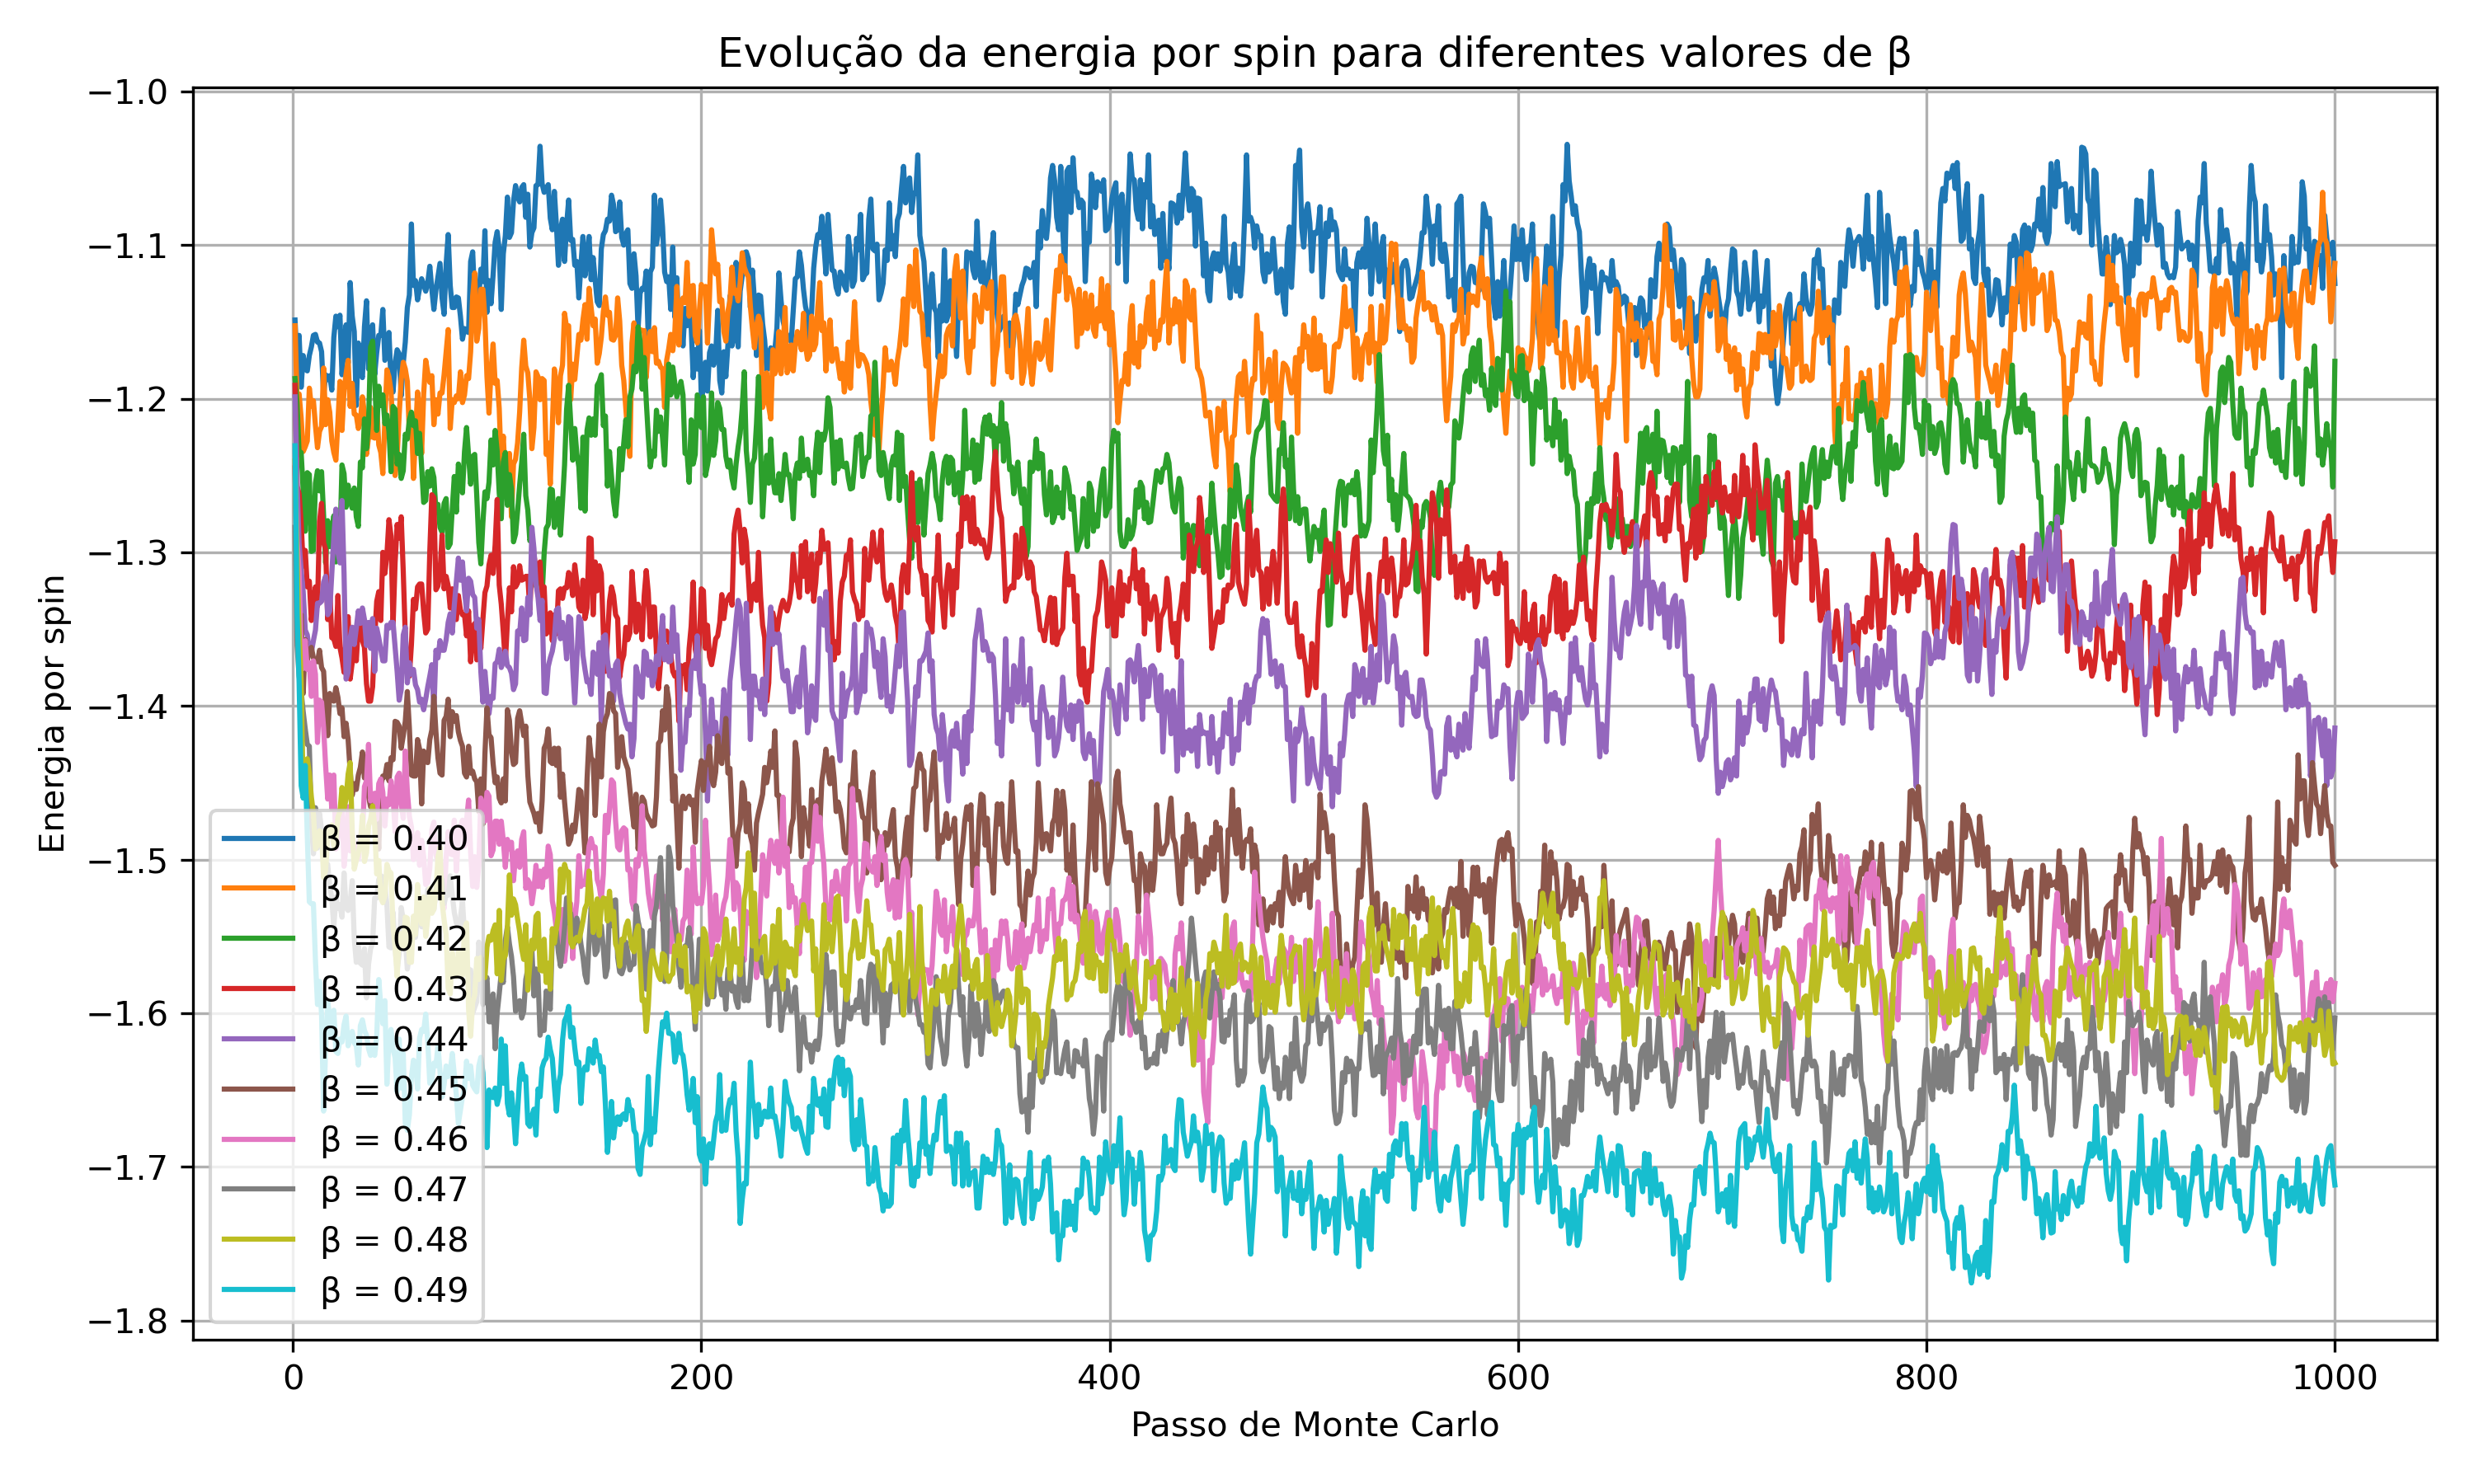 Evolução da energia por spin para diferentes valores de β
Energia por spin
−1.0
−1.1
−1.2
−1.3
−1.4
−1.5
−1.6
−1.7
−1.8
β = 0.40
β = 0.41
β = 0.42
β = 0.43
β = 0.44
β = 0.45
β = 0.46
β = 0.47
β = 0.48
β = 0.49
0 200 400 600 800 1000
Passo de Monte Carlo